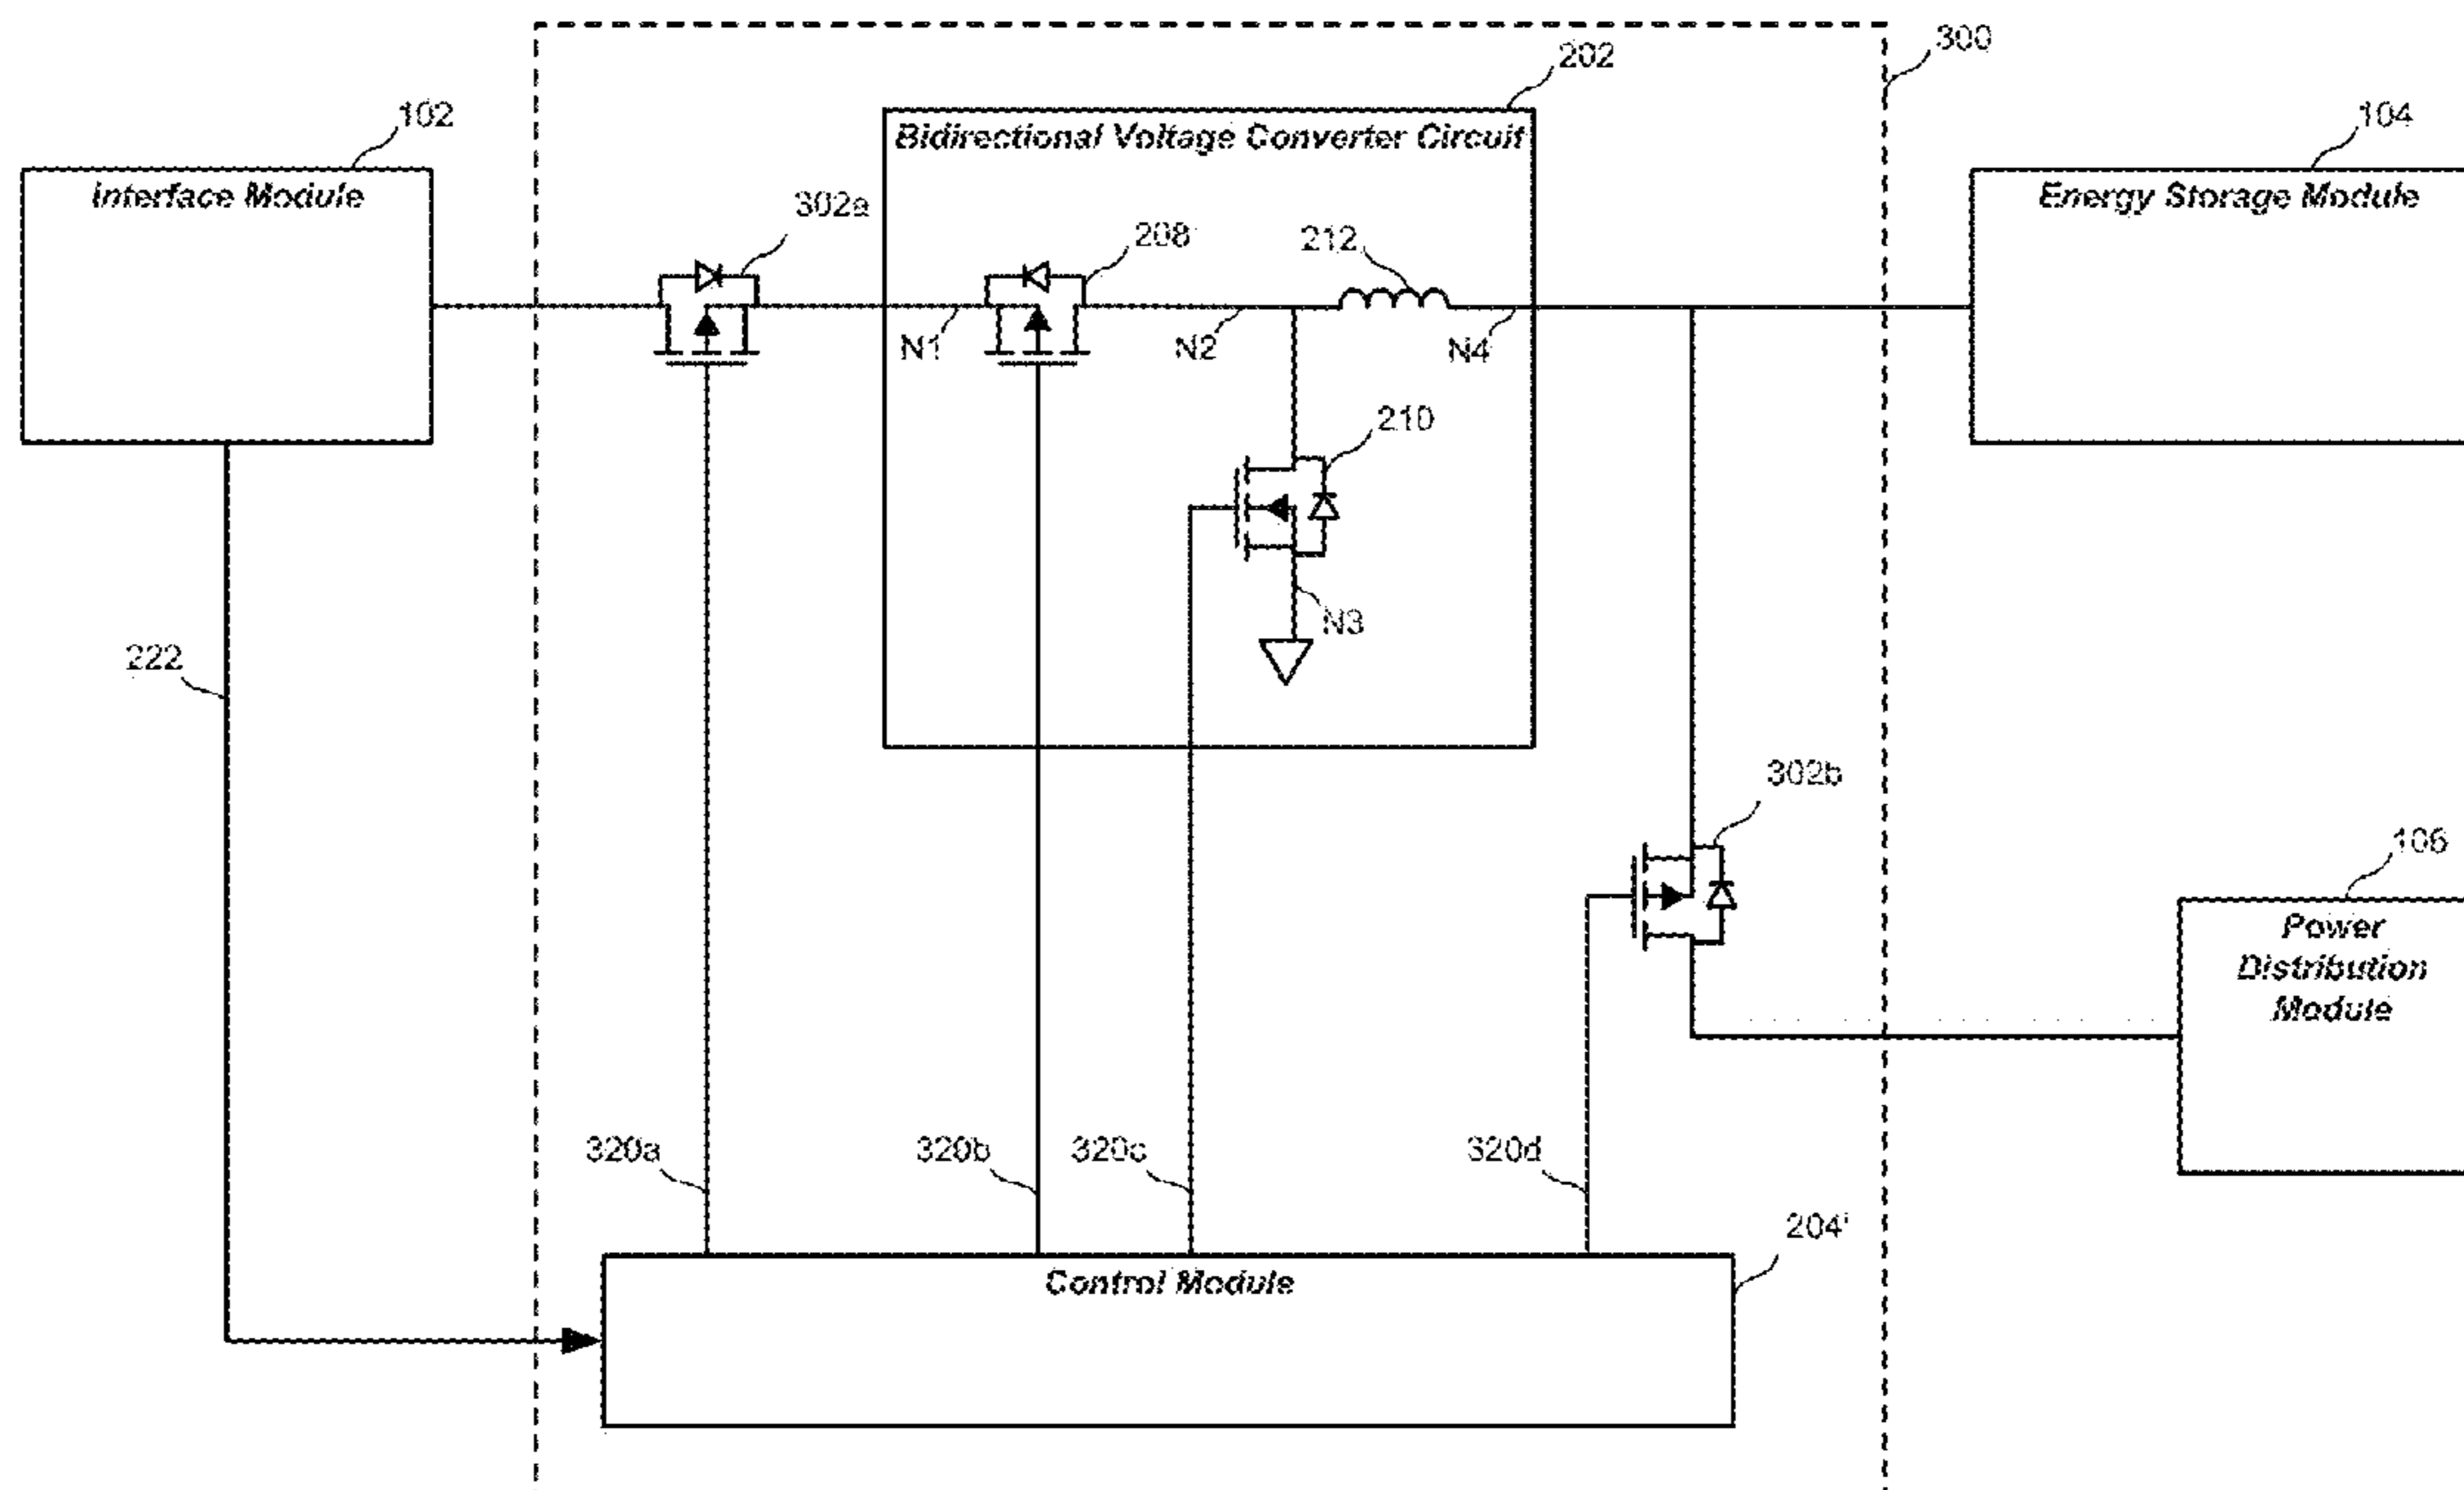 300
202
102
104
Bidirectional Voltage Converter Circuit
Interface Module
Energy Storage Module
302a
208
212
N1
N2
N4
210
N3
222
302b
106
Power
Distribution
Module
320a
320b
320c
320d
204'
Control Module